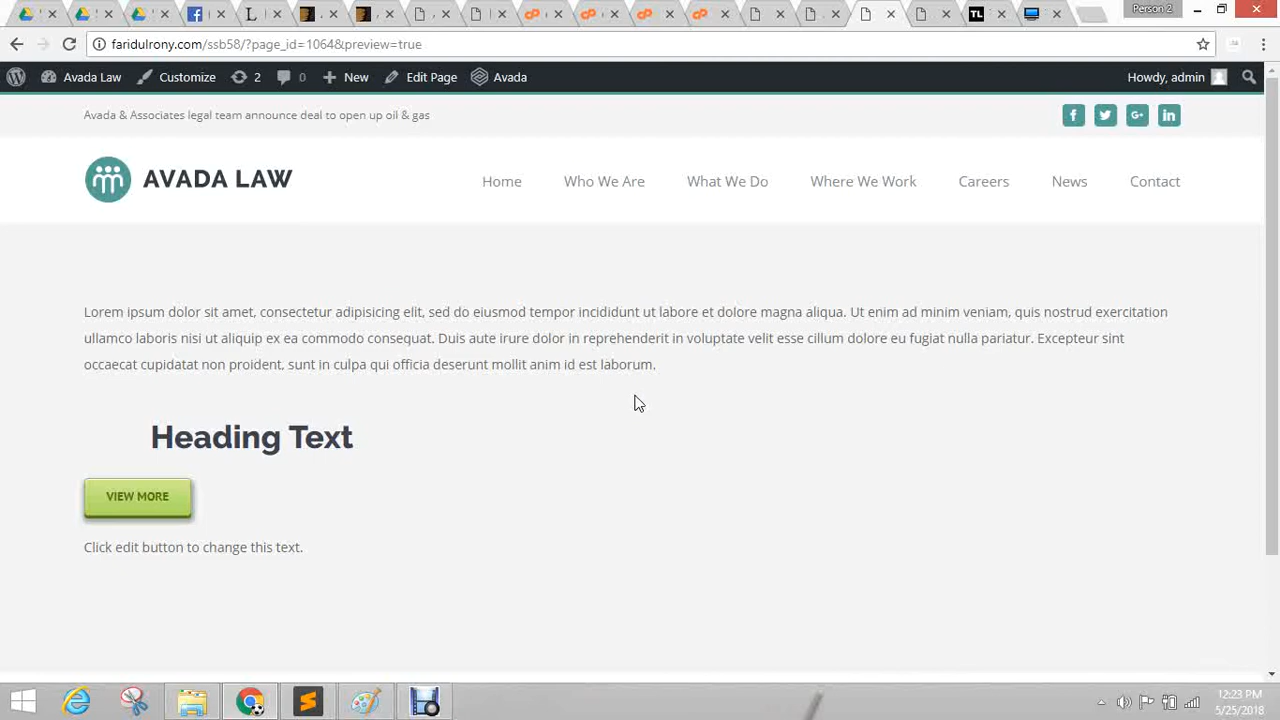 Person 2
faridulrony.com/ssb58/?page_id=1064&preview=true
Avada Law Customize 2 0 + New Edit Page Avada Howdy, admin
Avada & Associates legal team announce deal to open up oil & gas
AVADA LAW
Home Who We Are What We Do Where We Work Careers News Contact
Lorem ipsum dolor sit amet, consectetur adipisicing elit, sed do eiusmod tempor incididunt ut labore et dolore magna aliqua. Ut enim ad minim veniam, quis nostrud exercitation
ullamco laboris nisi ut aliquip ex ea commodo consequat. Duis aute irure dolor in reprehenderit in voluptate velit esse cillum dolore eu fugiat nulla pariatur. Excepteur sint
occaecat cupidatat non proident, sunt in culpa qui officia deserunt mollit anim id est laborum.
Heading Text
VIEW MORE
Click edit button to change this text.
12:23 PM
5/25/2018